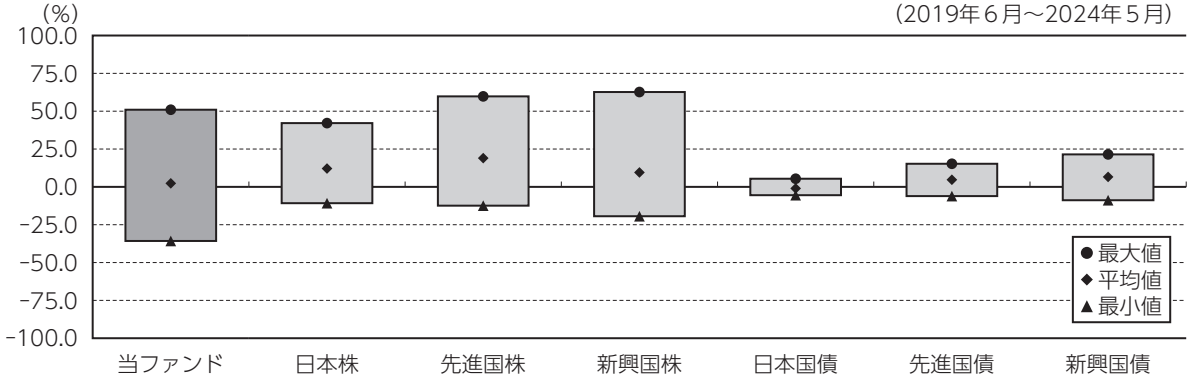 (%)
（2019年６月～2024年５月）
100.0
75.0
50.0
25.0
0.0
−25.0
−50.0
−75.0
−100.0
最大値
平均値
最小値
当ファンド 日本株 先進国株 新興国株 日本国債 先進国債 新興国債